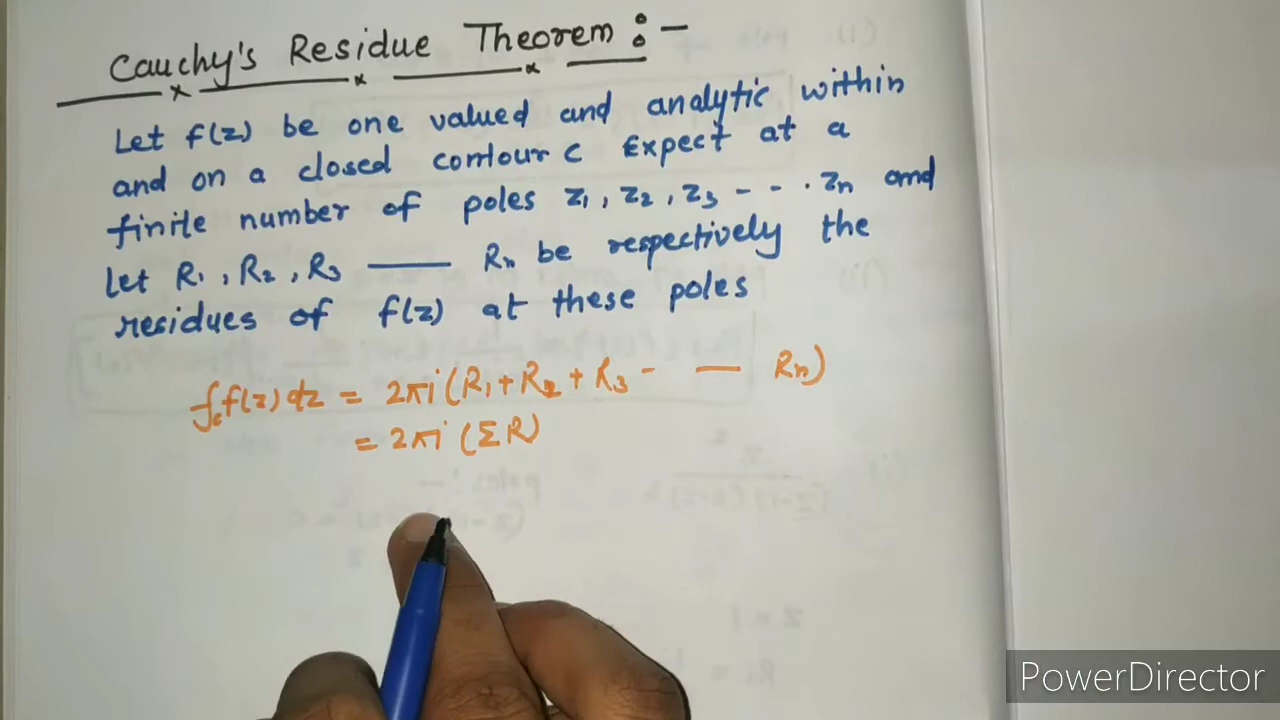 Cauchy's Residue Theorem :-
Let f(z) be one valued and analytic within
and on a closed contour C Expect at a
finite number of poles z1, z2, z3 - - . zn and
let R1, R2, R3 —— Rn be respectively the
residues of f(z) at these poles
∫c f(z) dz = 2πi (R1 + R2 + R3 - — Rn)
= 2πi (ΣR)
PowerDirector